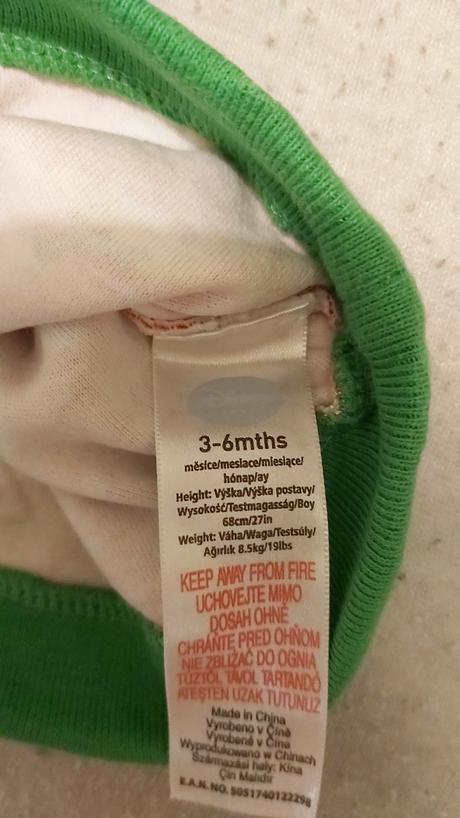 3-6mths
měsíce/mesiace/miesiące/
hónap/ay
Height: Výška/Výška postavy/
Wysokość/Testmagasság/Boy
68cm/27in
Weight: Váha/Waga/Testsúly/
Ağırlık 8.5kg/19lbs
KEEP AWAY FROM FIRE
UCHOVEJTE MIMO
DOSAH OHNĚ
CHRÁŇTE PRED OHŇOM
NIE ZBLIŻAĆ DO OGNIA
TŰZTŐL TÁVOL TARTANDÓ
ATEŞTEN UZAK TUTUNUZ
Made in China
Vyrobeno v Číně
Vyrobené v Číne
Wyprodukowano w Chinach
Származási hely: Kína
Çin Malıdır
E.A.N. NO. 5051740122298